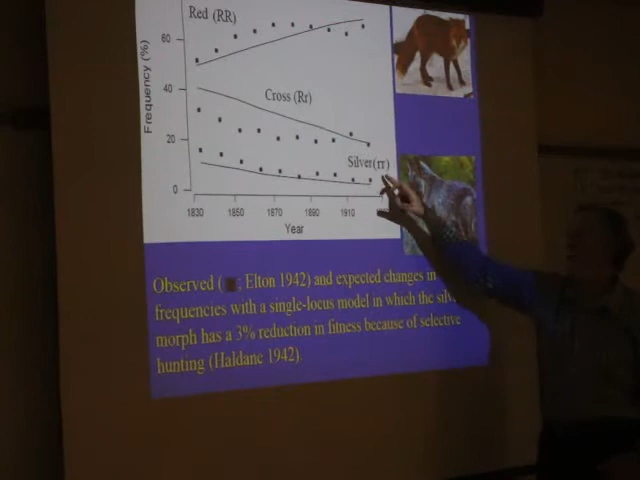 Red (RR)
60
Frequency (%)
40
Cross (Rr)
20
Silver (rr)
0
1830 1850 1870 1890 1910
Year
Observed ( ■ ; Elton 1942) and expected changes in
frequencies with a single-locus model in which the
morph has a 3% reduction in fitness because of selective
hunting (Haldane 1942).